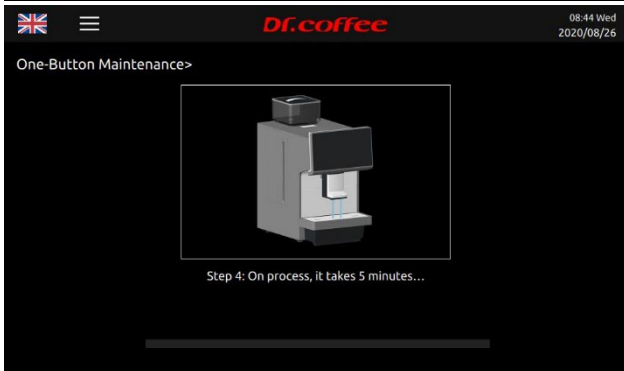 Dr.coffee
08:44 Wed
2020/08/26
One-Button Maintenance>
Step 4: On process, it takes 5 minutes...